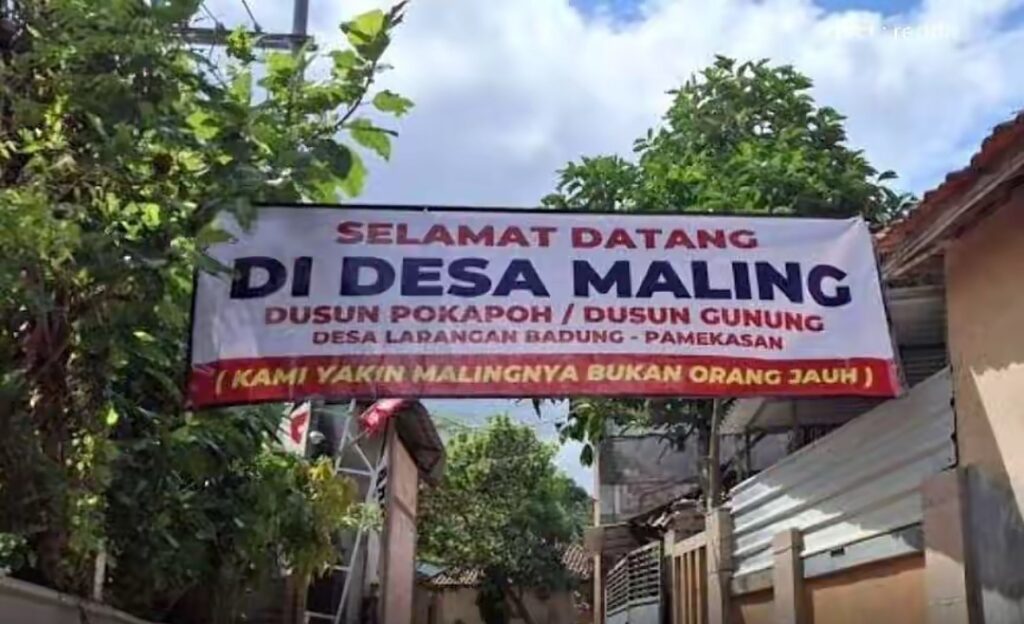 SELAMAT DATANG
DI DESA MALING
DUSUN POKAPOH / DUSUN GUNUNG
DESA LARANGAN BADUNG - PAMEKASAN
( KAMI YAKIN MALINGNYA BUKAN ORANG JAUH )